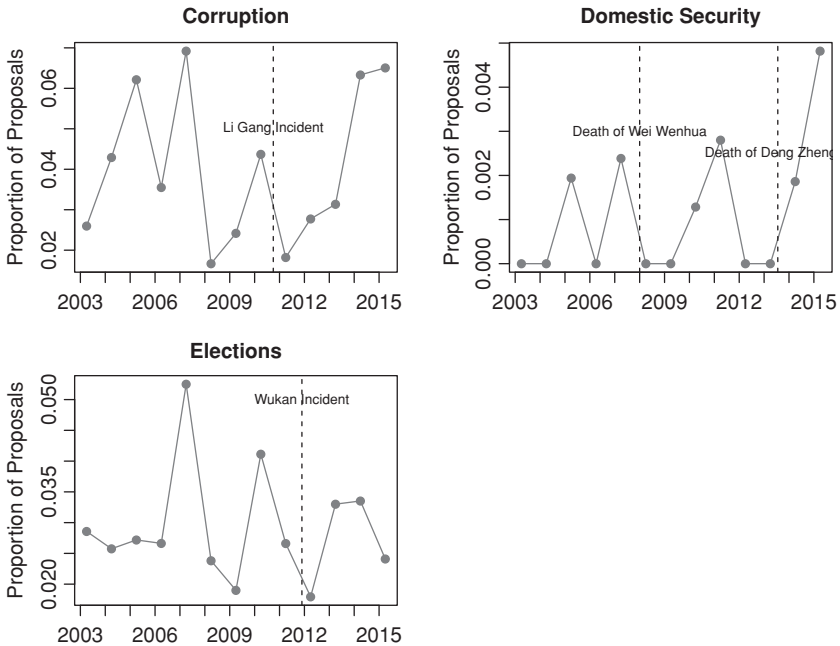 Corruption
Proportion of Proposals
0.06
0.04
0.02
Li Gang Incident
2003 2006 2009 2012 2015
Domestic Security
Proportion of Proposals
0.004
0.002
0.000
Death of Wei Wenhua
Death of Deng Zheng
2003 2006 2009 2012 2015
Elections
Proportion of Proposals
0.050
0.035
0.020
Wukan Incident
2003 2006 2009 2012 2015